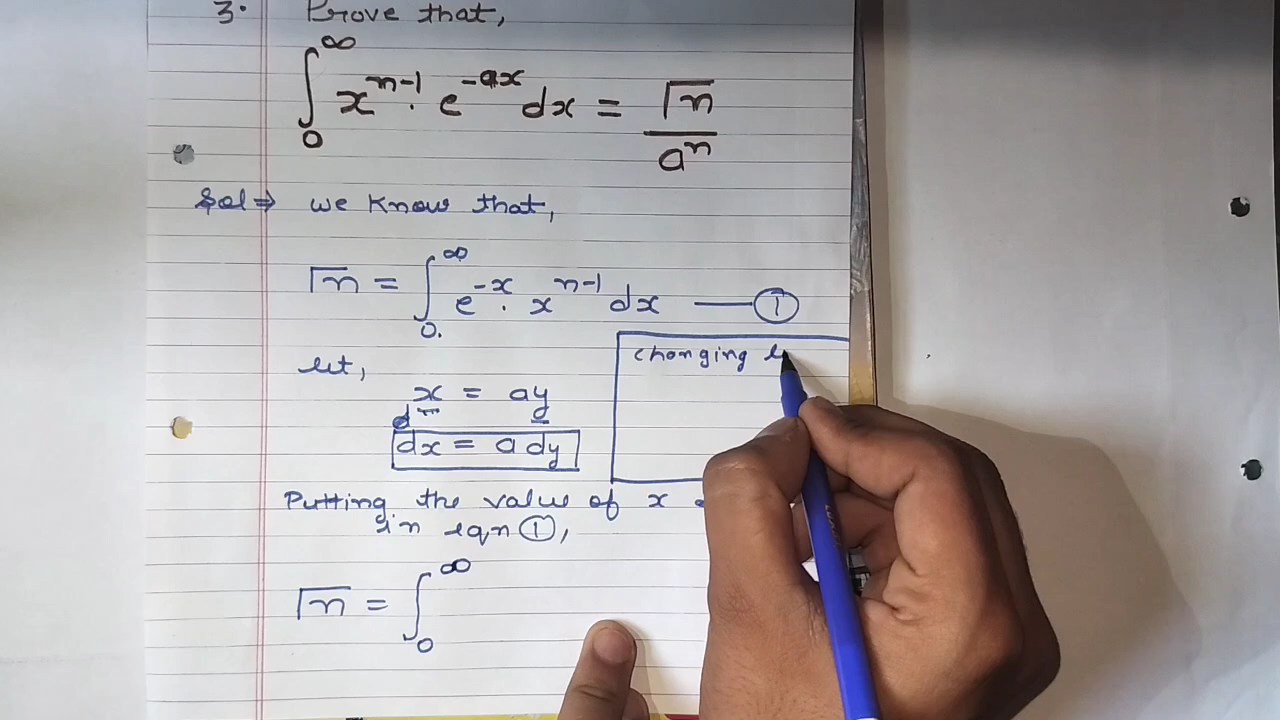 3. Prove that,
∫₀^∞ x^(n-1) . e^(-ax) dx = Γn / a^n
Sol ⇒ we know that,
Γn = ∫₀^∞ e^(-x) . x^(n-1) dx —— ①
let,
changing
x = ay
dx = a dy
Putting the value of x
in eqn ①,
Γn = ∫₀^∞